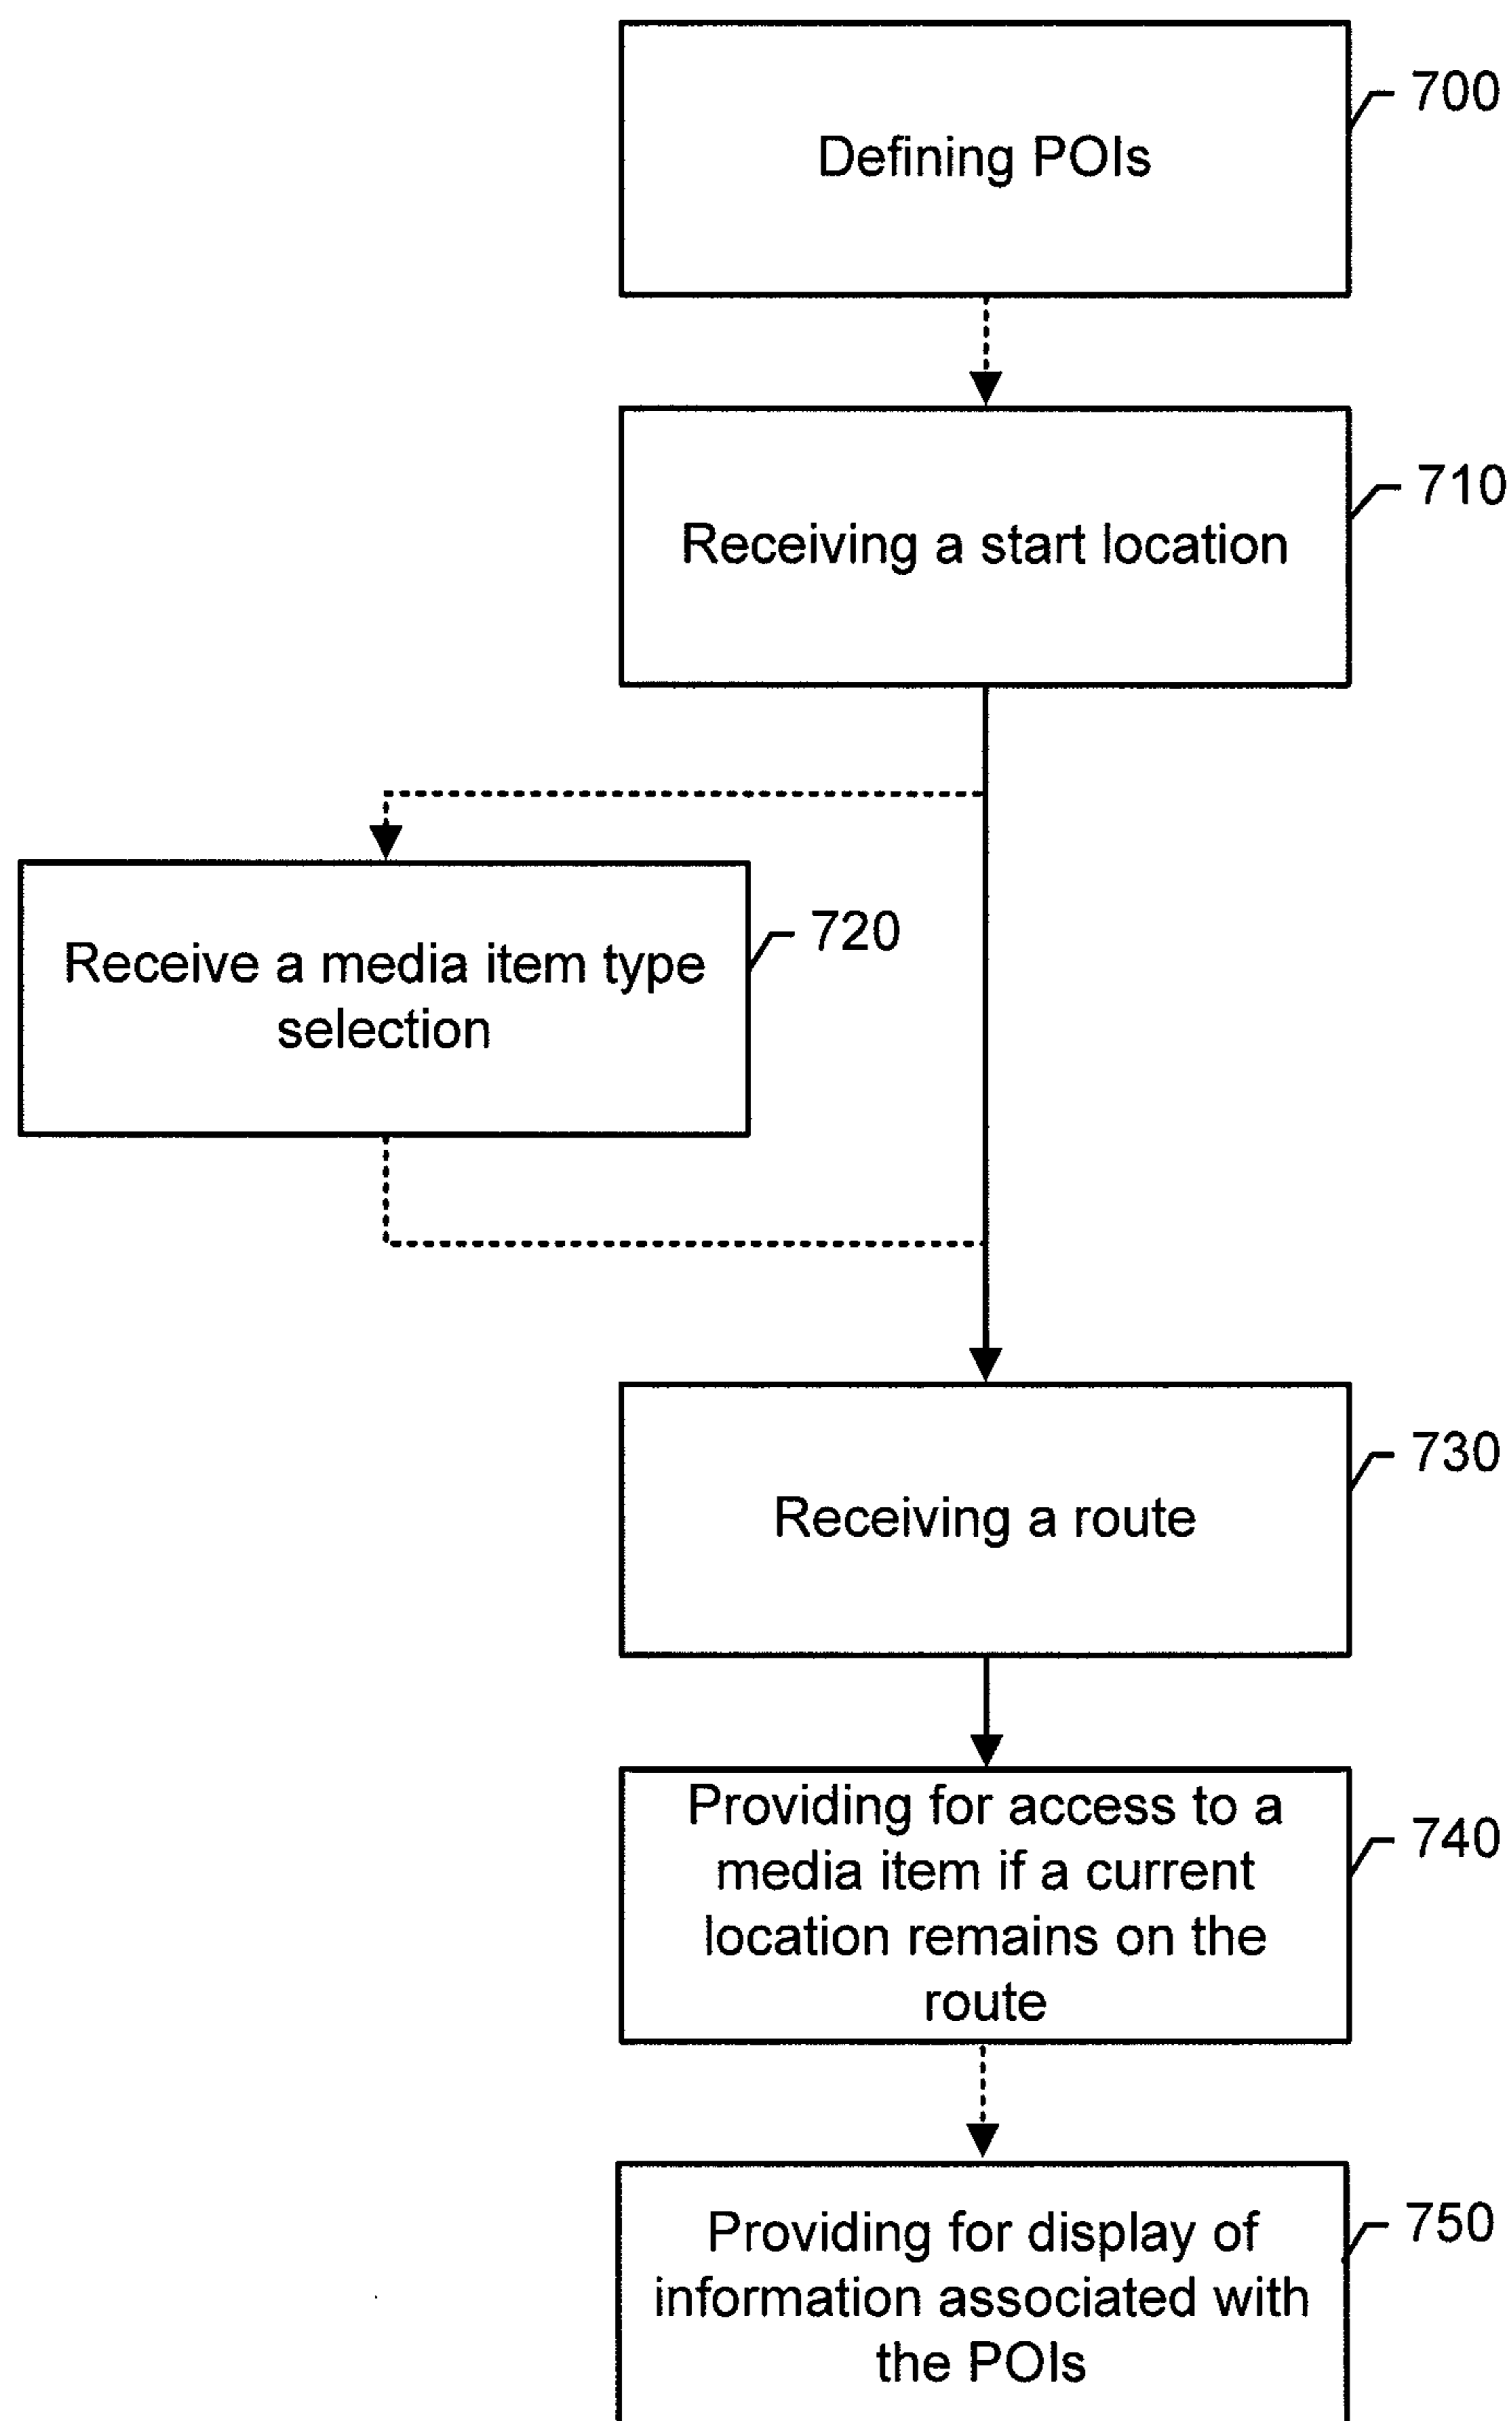 Defining POIs
700
Receiving a start location
710
Receive a media item type
selection
720
Receiving a route
730
Providing for access to a
media item if a current
location remains on the
route
740
Providing for display of
information associated with
the POIs
750